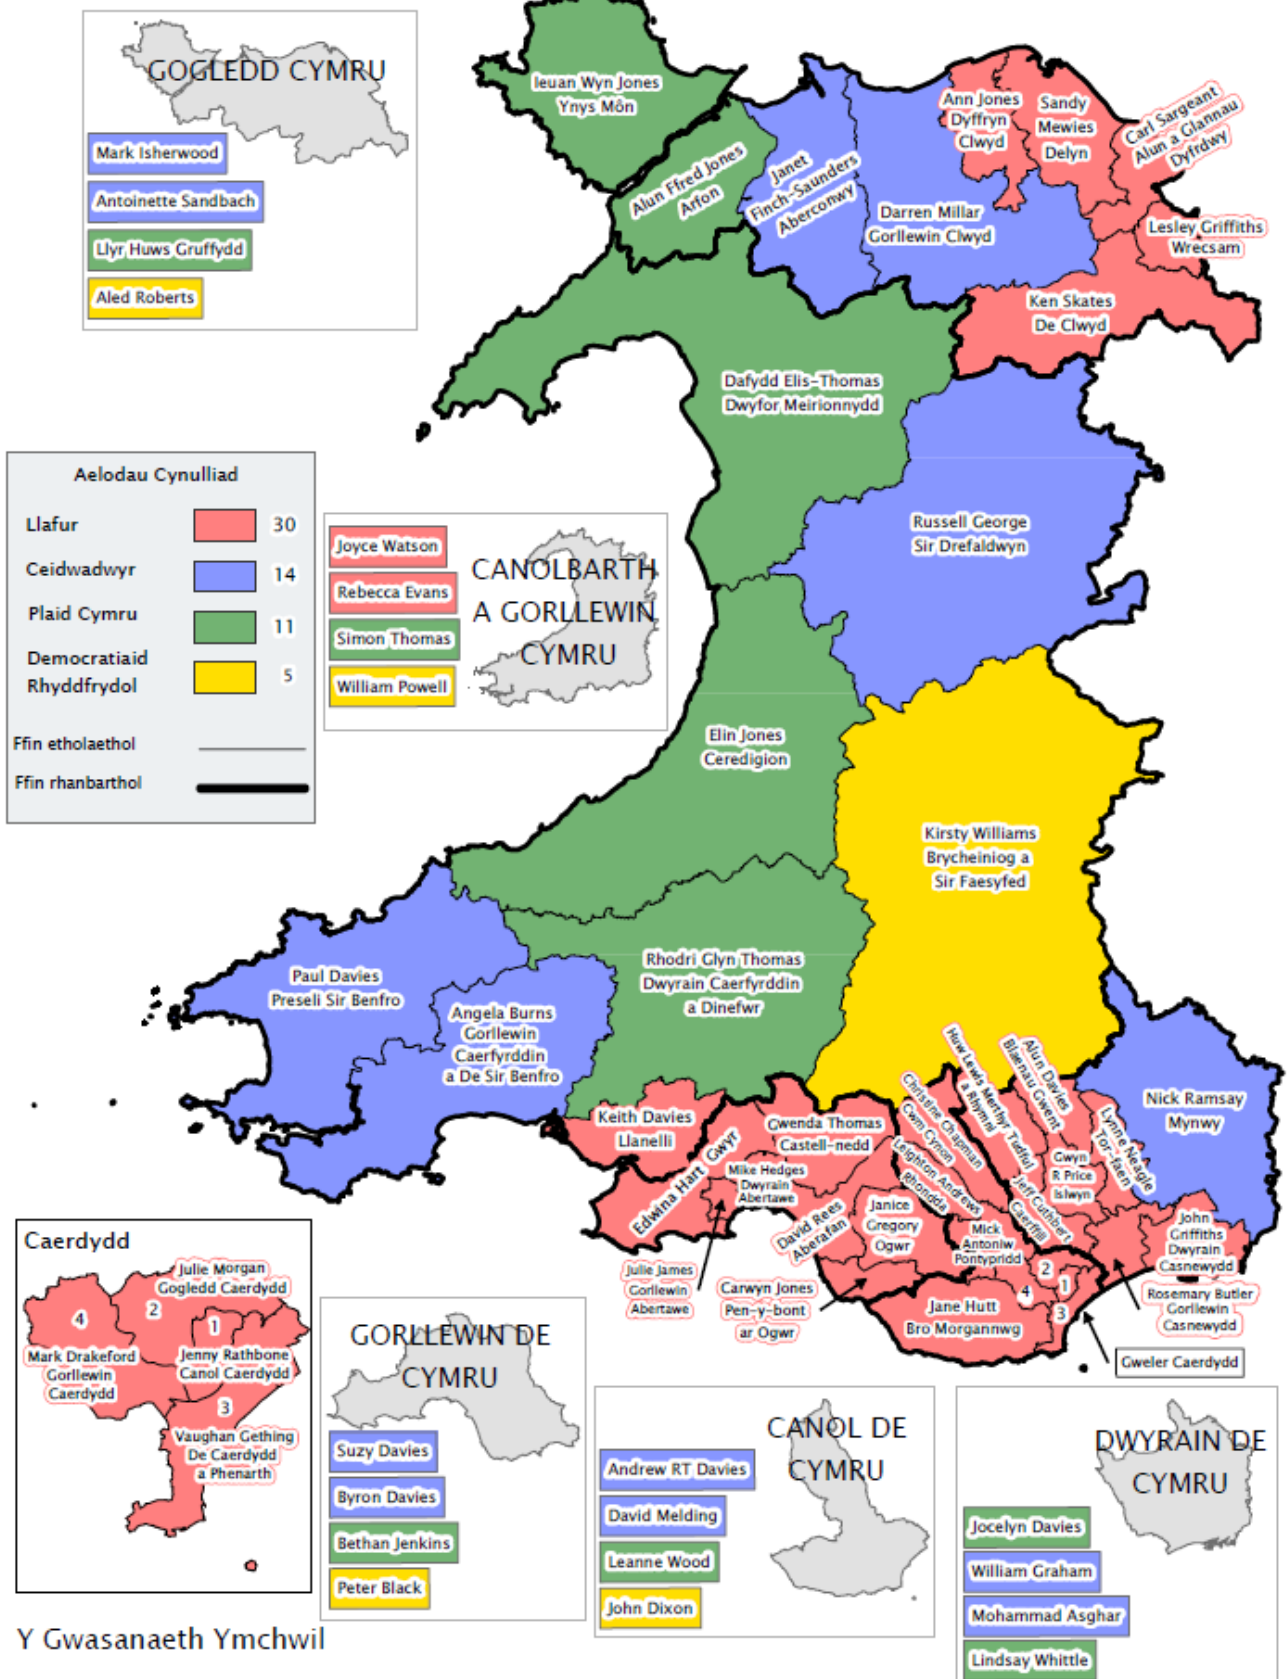 GOGLEDD CYMRU
Mark Isherwood
Antoinette Sandbach
Llyr Huws Gruffydd
Aled Roberts
Ieuan Wyn Jones
Ynys Môn
Alun Ffred Jones
Arfon
Janet
Finch-Saunders
Aberconwy
Darren Millar
Gorllewin Clwyd
Ann Jones
Dyffryn
Clwyd
Sandy
Mewies
Delyn
Carl Sargeant
Alun a Glannau
Dyfrdwy
Lesley Griffiths
Wrecsam
Ken Skates
De Clwyd
Dafydd Elis-Thomas
Dwyfor Meirionnydd
Aelodau Cynulliad
Llafur 30
Ceidwadwyr 14
Plaid Cymru 11
Democratiaid
Rhyddfrydol 5
Ffin etholaethol
Ffin rhanbarthol
Joyce Watson
Rebecca Evans
Simon Thomas
William Powell
CANOLBARTH
A GORLLEWIN
CYMRU
Russell George
Sir Drefaldwyn
Elin Jones
Ceredigion
Kirsty Williams
Brycheiniog a
Sir Faesyfed
Paul Davies
Preseli Sir Benfro
Angela Burns
Gorllewin
Caerfyrddin
a De Sir Benfro
Rhodri Glyn Thomas
Dwyrain Caerfyrddin
a Dinefwr
Nick Ramsay
Mynwy
Keith Davies
Llanelli
Edwina Hart Gwyr
Gwenda Thomas
Castell-nedd
Mike Hedges
Dwyrain
Abertawe
Julie James
Gorllewin
Abertawe
David Rees
Aberafan
Janice
Gregory
Ogwr
Carwyn Jones
Pen-y-bont
ar Ogwr
Leighton Andrews
Rhondda
Christine Chapman
Cwm Cynon
Huw Lewis Merthyr Tudful
a Rhymni
Alun Davies
Blaenau Gwent
Gwyn
R Price
Islwyn
Lynne Neagle
Tor-faen
Jeff Cuthbert
Caerffili
Mick
Antoniw
Pontypridd
Jane Hutt
Bro Morgannwg
2
1
4
3
John
Griffiths
Dwyrain
Casnewydd
Rosemary Butler
Gorllewin
Casnewydd
Gweler Caerdydd
Caerdydd
Julie Morgan
Gogledd Caerdydd
4
2
1
Mark Drakeford
Gorllewin
Caerdydd
Jenny Rathbone
Canol Caerdydd
3
Vaughan Gething
De Caerdydd
a Phenarth
GORLLEWIN DE
CYMRU
Suzy Davies
Byron Davies
Bethan Jenkins
Peter Black
CANOL DE
CYMRU
Andrew RT Davies
David Melding
Leanne Wood
John Dixon
DWYRAIN DE
CYMRU
Jocelyn Davies
William Graham
Mohammad Asghar
Lindsay Whittle
Y Gwasanaeth Ymchwil